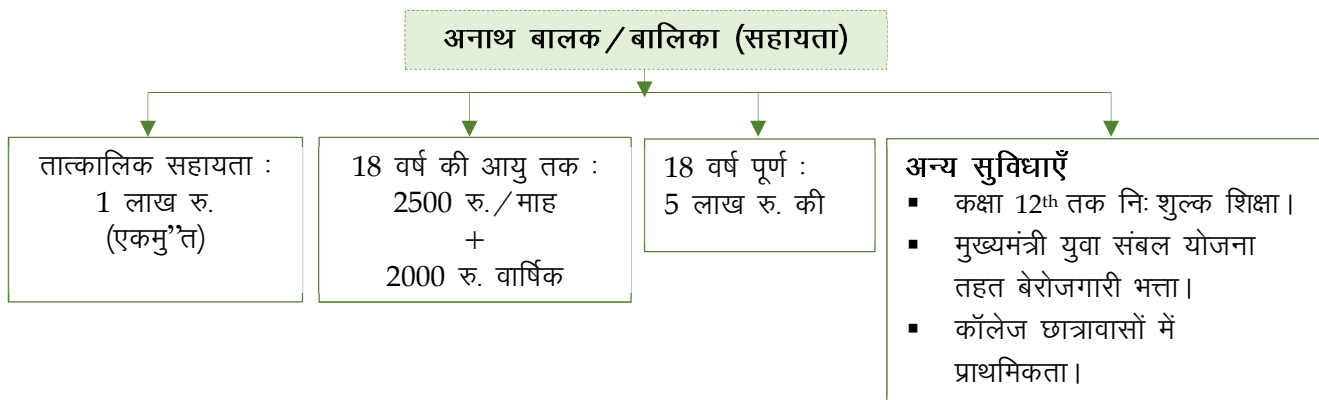 अनाथ बालक/बालिका (सहायता)
तात्कालिक सहायता :
1 लाख रु.
(एकमु”त)
18 वर्ष की आयु तक :
2500 रु./माह
+
2000 रु. वार्षिक
18 वर्ष पूर्ण :
5 लाख रु. की
अन्य सुविधाएँ
▪ कक्षा 12th तक निः शुल्क शिक्षा।
▪ मुख्यमंत्री युवा संबल योजना
तहत बेरोजगारी भत्ता।
▪ कॉलेज छात्रावासों में
प्राथमिकता।